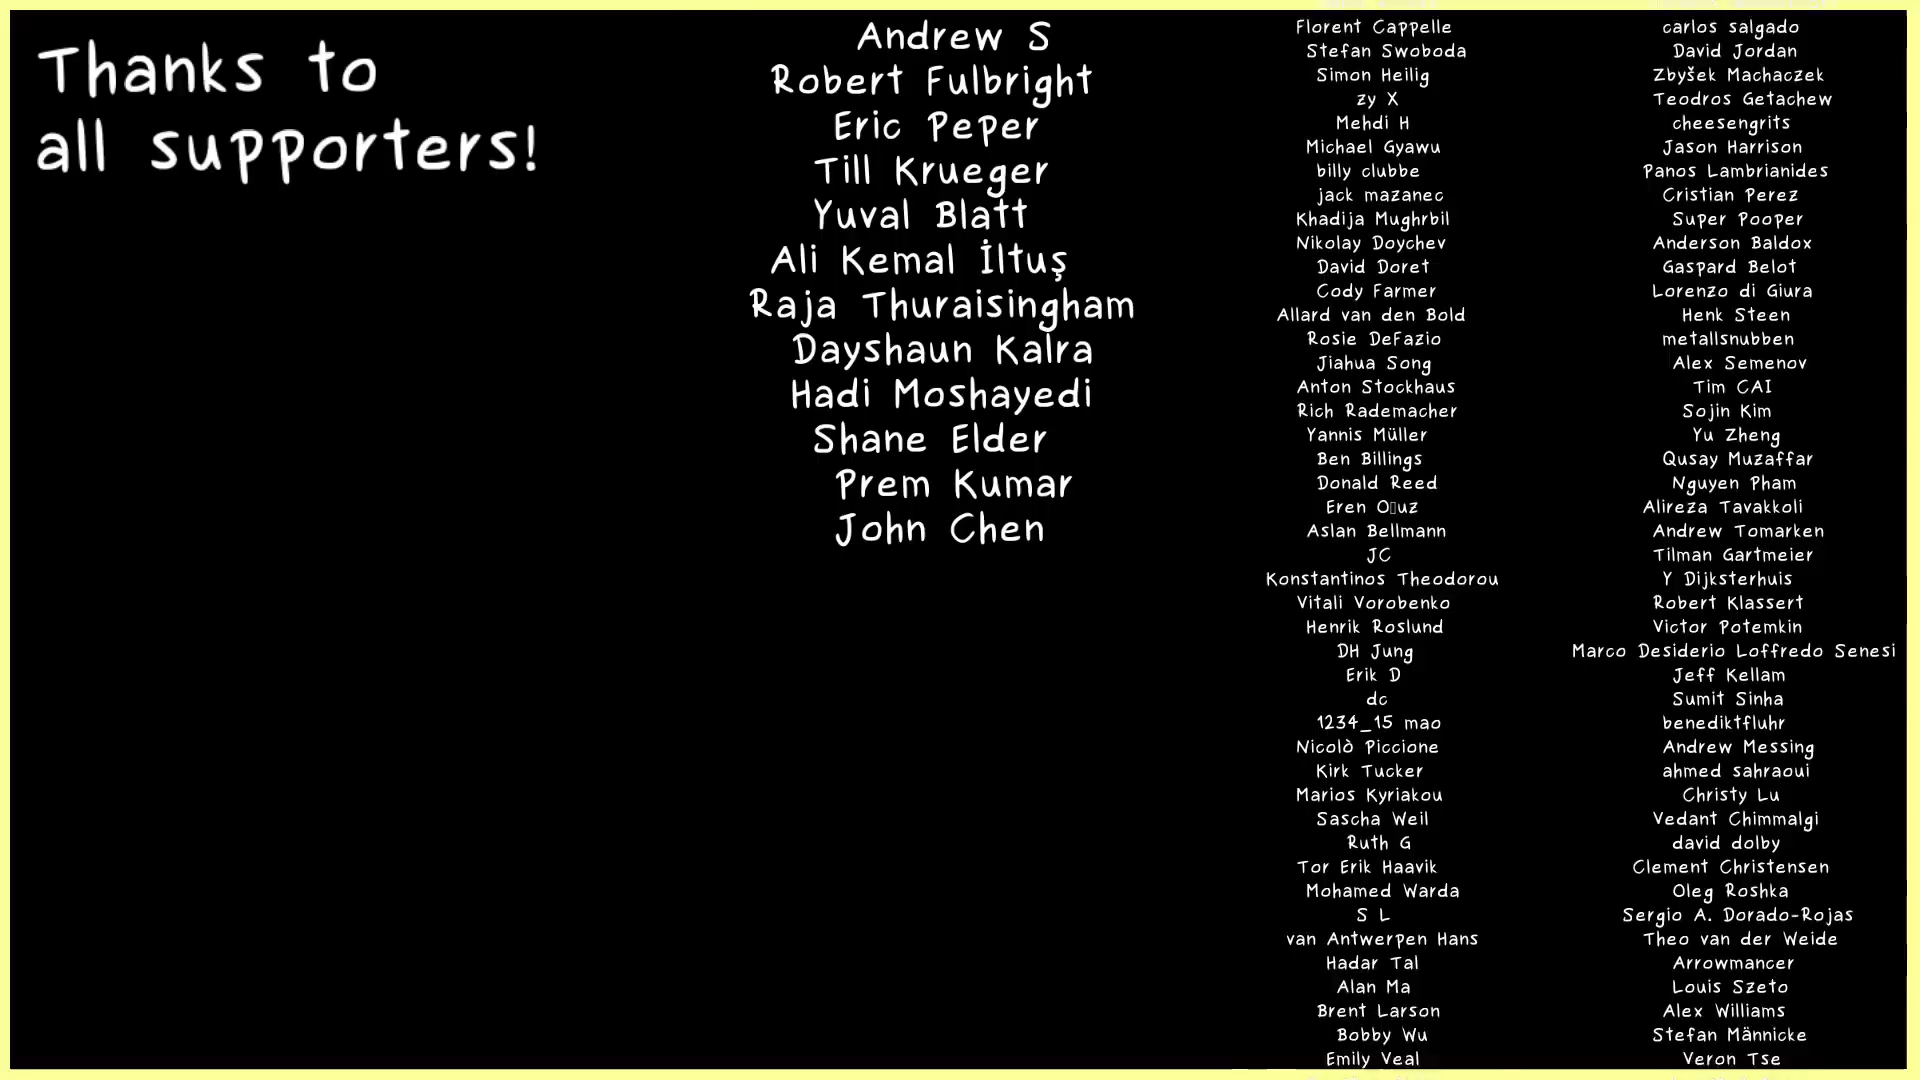 Thanks to
all supporters!
Andrew S
Robert Fulbright
Eric Peper
Till Krueger
Yuval Blatt
Ali Kemal İltuş
Raja Thuraisingham
Dayshaun Kalra
Hadi Moshayedi
Shane Elder
Prem Kumar
John Chen
Florent Cappelle
Stefan Swoboda
Simon Heilig
zy X
Mehdi H
Michael Gyawu
billy clubbe
jack mazanec
Khadija Mughrbil
Nikolay Doychev
David Doret
Cody Farmer
Allard van den Bold
Rosie DeFazio
Jiahua Song
Anton Stockhaus
Rich Rademacher
Yannis Müller
Ben Billings
Donald Reed
Eren O□uz
Aslan Bellmann
JC
Konstantinos Theodorou
Vitali Vorobenko
Henrik Roslund
DH Jung
Erik D
dc
1234_15 mao
Nicolò Piccione
Kirk Tucker
Marios Kyriakou
Sascha Weil
Ruth G
Tor Erik Haavik
Mohamed Warda
S L
van Antwerpen Hans
Hadar Tal
Alan Ma
Brent Larson
Bobby Wu
Emily Veal
carlos salgado
David Jordan
Zbyšek Machaczek
Teodros Getachew
cheesengrits
Jason Harrison
Panos Lambrianides
Cristian Perez
Super Pooper
Anderson Baldox
Gaspard Belot
Lorenzo di Giura
Henk Steen
metallsnubben
Alex Semenov
Tim CAI
Sojin Kim
Yu Zheng
Qusay Muzaffar
Nguyen Pham
Alireza Tavakkoli
Andrew Tomarken
Tilman Gartmeier
Y Dijksterhuis
Robert Klassert
Victor Potemkin
Marco Desiderio Loffredo Senesi
Jeff Kellam
Sumit Sinha
benediktfluhr
Andrew Messing
ahmed sahraoui
Christy Lu
Vedant Chimmalgi
david dolby
Clement Christensen
Oleg Roshka
Sergio A. Dorado-Rojas
Theo van der Weide
Arrowmancer
Louis Szeto
Alex Williams
Stefan Männicke
Veron Tse